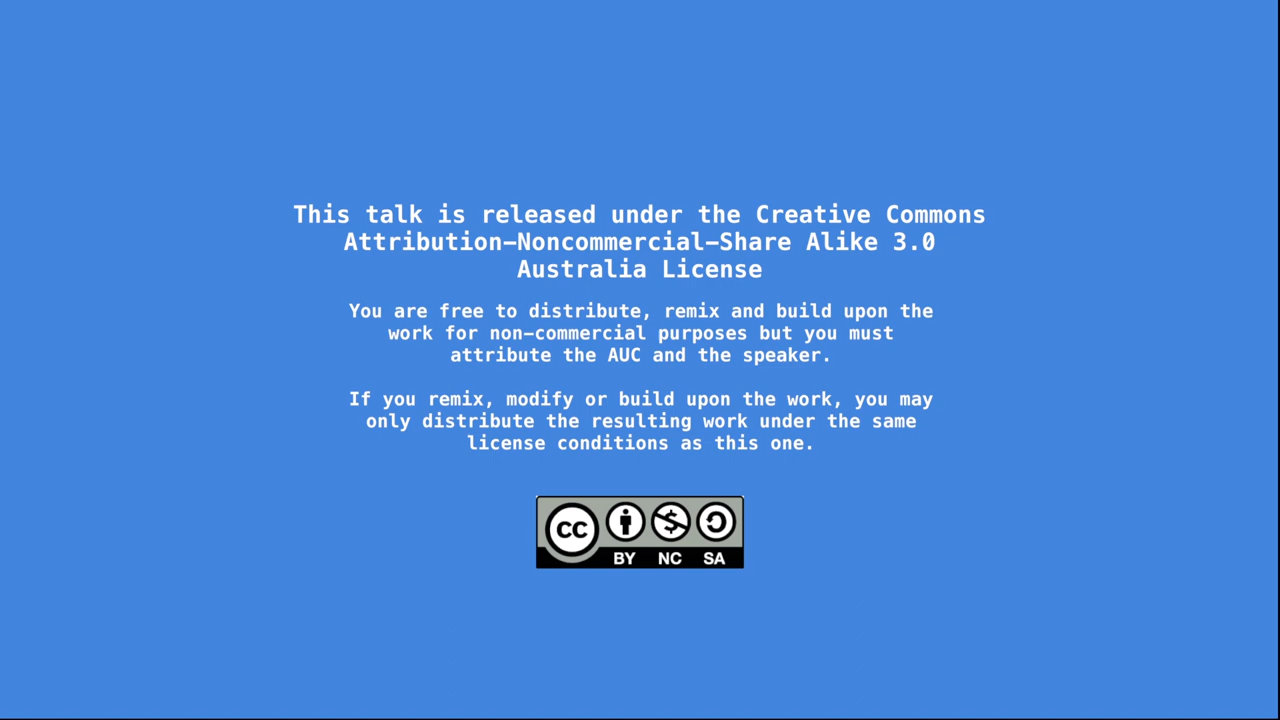 This talk is released under the Creative Commons
Attribution–Noncommercial–Share Alike 3.0
Australia License
You are free to distribute, remix and build upon the
work for non–commercial purposes but you must
attribute the AUC and the speaker.
If you remix, modify or build upon the work, you may
only distribute the resulting work under the same
license conditions as this one.
cc
BY NC SA